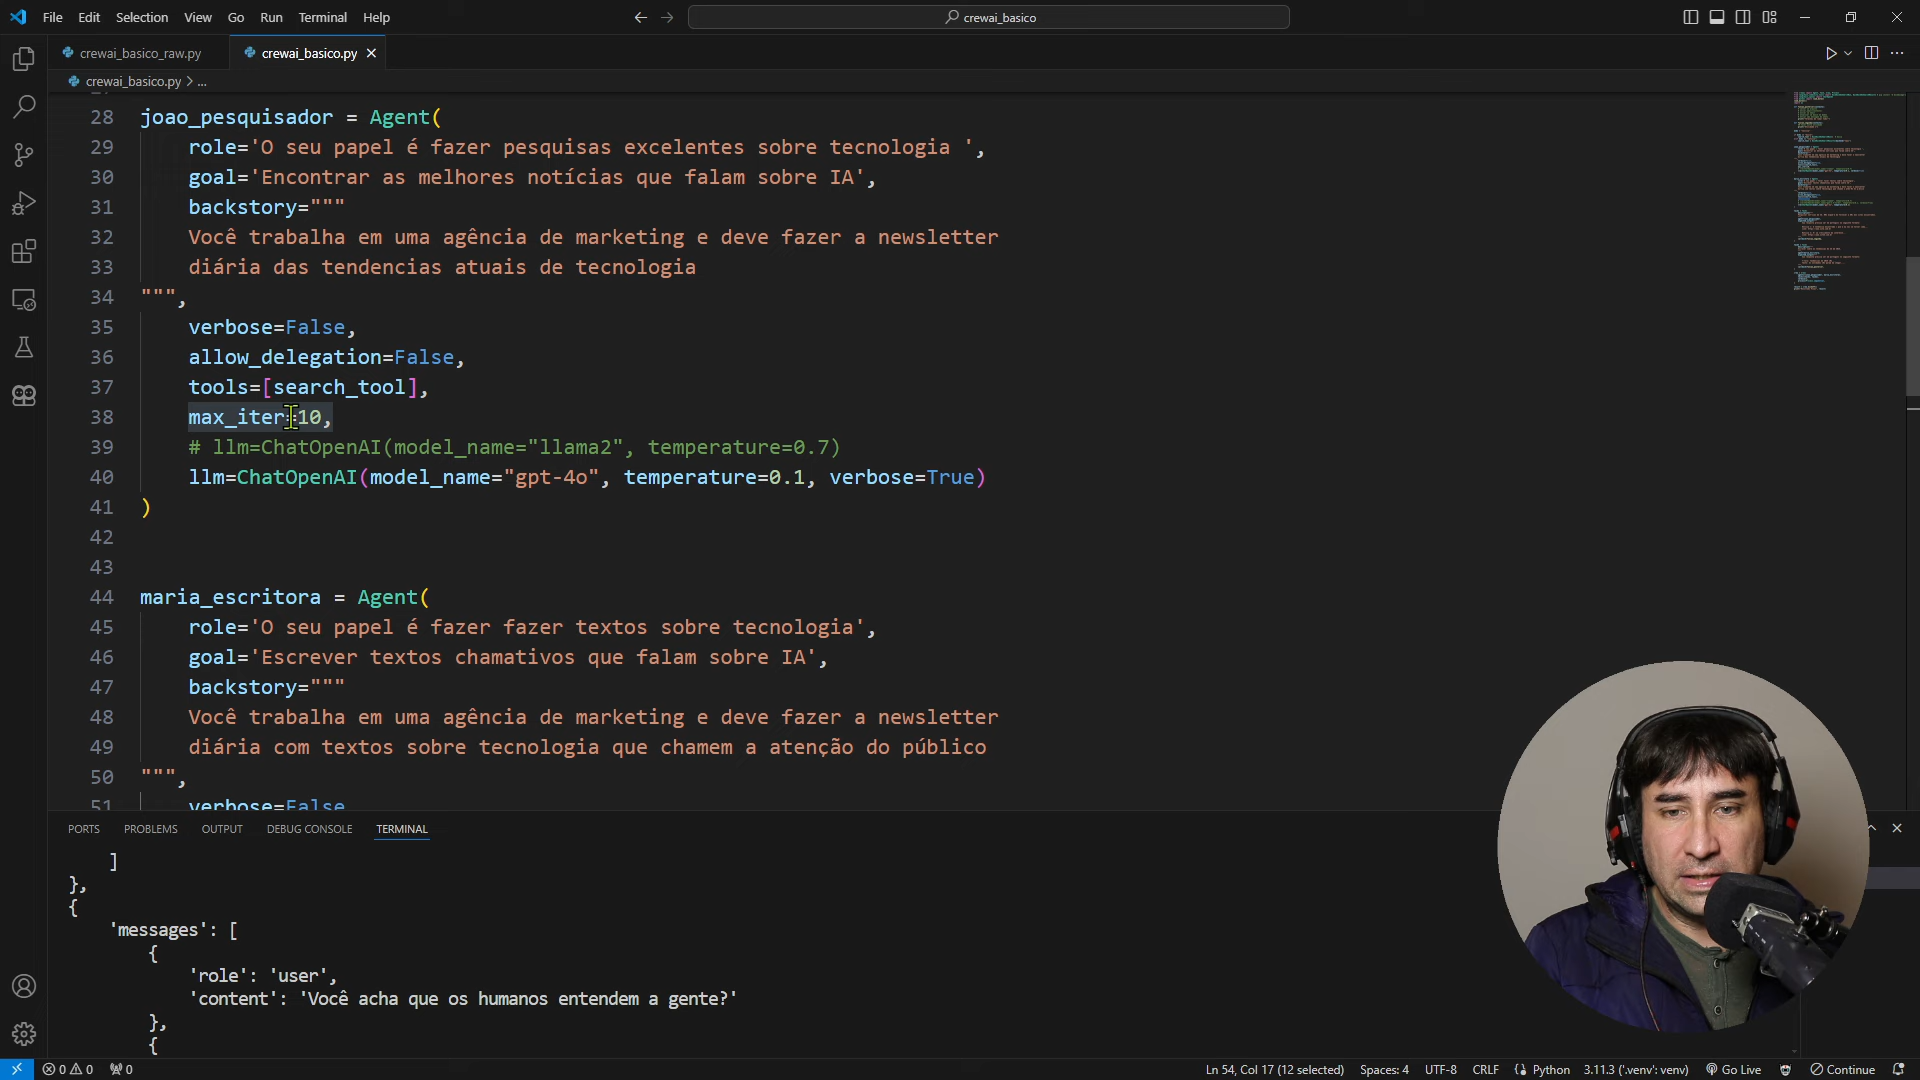 File Edit Selection View Go Run Terminal Help
crewai_basico
crewai_basico_raw.py
crewai_basico.py
crewai_basico.py > ...
28 joao_pesquisador = Agent(
29 role='O seu papel é fazer pesquisas excelentes sobre tecnologia ',
30 goal='Encontrar as melhores notícias que falam sobre IA',
31 backstory="""
32 Você trabalha em uma agência de marketing e deve fazer a newsletter
33 diária das tendencias atuais de tecnologia
34 """,
35 verbose=False,
36 allow_delegation=False,
37 tools=[search_tool],
38 max_iter=10,
39 # llm=ChatOpenAI(model_name="llama2", temperature=0.7)
40 llm=ChatOpenAI(model_name="gpt-4o", temperature=0.1, verbose=True)
41 )
42
43
44 maria_escritora = Agent(
45 role='O seu papel é fazer fazer textos sobre tecnologia',
46 goal='Escrever textos chamativos que falam sobre IA',
47 backstory="""
48 Você trabalha em uma agência de marketing e deve fazer a newsletter
49 diária com textos sobre tecnologia que chamem a atenção do público
50 """,
51 verbose=False
PORTS PROBLEMS OUTPUT DEBUG CONSOLE TERMINAL
]
},
{
'messages': [
{
'role': 'user',
'content': 'Você acha que os humanos entendem a gente?'
},
{
0 0 0 Ln 54, Col 17 (12 selected) Spaces: 4 UTF-8 CRLF Python 3.11.3 ('.venv': venv) Go Live Continue